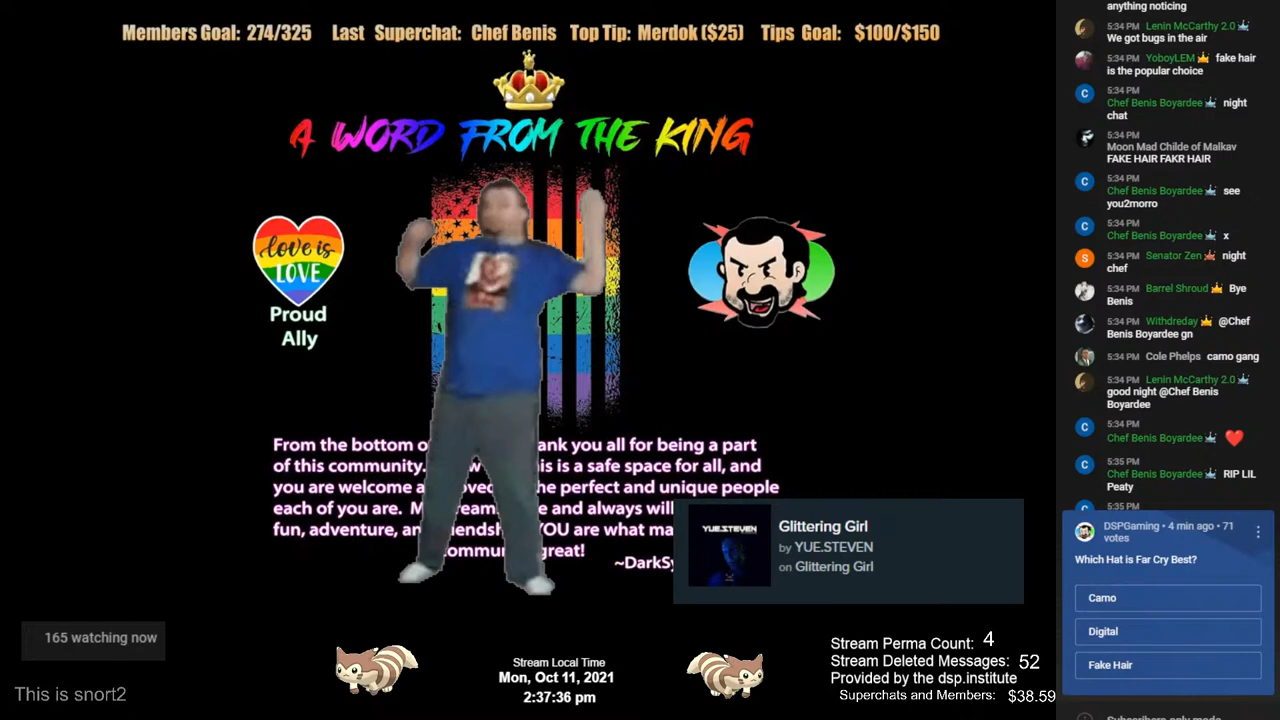 Members Goal: 274/325 Last Superchat: Chef Benis Top Tip: Merdok ($25) Tips Goal: $100/$150
A WORD FROM THE KING
love is
LOVE
Proud
Ally
From the bottom ank you all for being a part
of this community. is is a safe space for all, and
you are welcome he perfect and unique people
each of you are. e and always will
fun, adventure, and YOU are what
great!
~DarkSy
YUE.STEVEN
Glittering Girl
by YUE.STEVEN
on Glittering Girl
165 watching now
This is snort2
Stream Local Time
Mon, Oct 11, 2021
2:37:36 pm
Stream Perma Count: 4
Stream Deleted Messages: 52
Provided by the dsp.institute
Superchats and Members: $38.59
anything noticing
5:34 PM Lenin McCarthy 2.0
We got bugs in the air
5:34 PM YoboyLEM fake hair
is the popular choice
5:34 PM
Chef Benis Boyardee night
chat
5:34 PM
Moon Mad Childe of Malkav
FAKE HAIR FAKR HAIR
5:34 PM
Chef Benis Boyardee see
you2morro
5:34 PM
Chef Benis Boyardee x
5:34 PM Senator Zen night
chef
5:34 PM Barrel Shroud Bye
Benis
5:34 PM Withdreday @Chef
Benis Boyardee gn
5:34 PM Cole Phelps camo gang
5:34 PM Lenin McCarthy 2.0
good night @Chef Benis
Boyardee
5:34 PM
Chef Benis Boyardee
5:35 PM
Chef Benis Boyardee RIP LIL
Peaty
5:35 PM
DSPGaming • 4 min ago • 71
votes
Which Hat is Far Cry Best?
Camo
Digital
Fake Hair
Subscribers-only mode